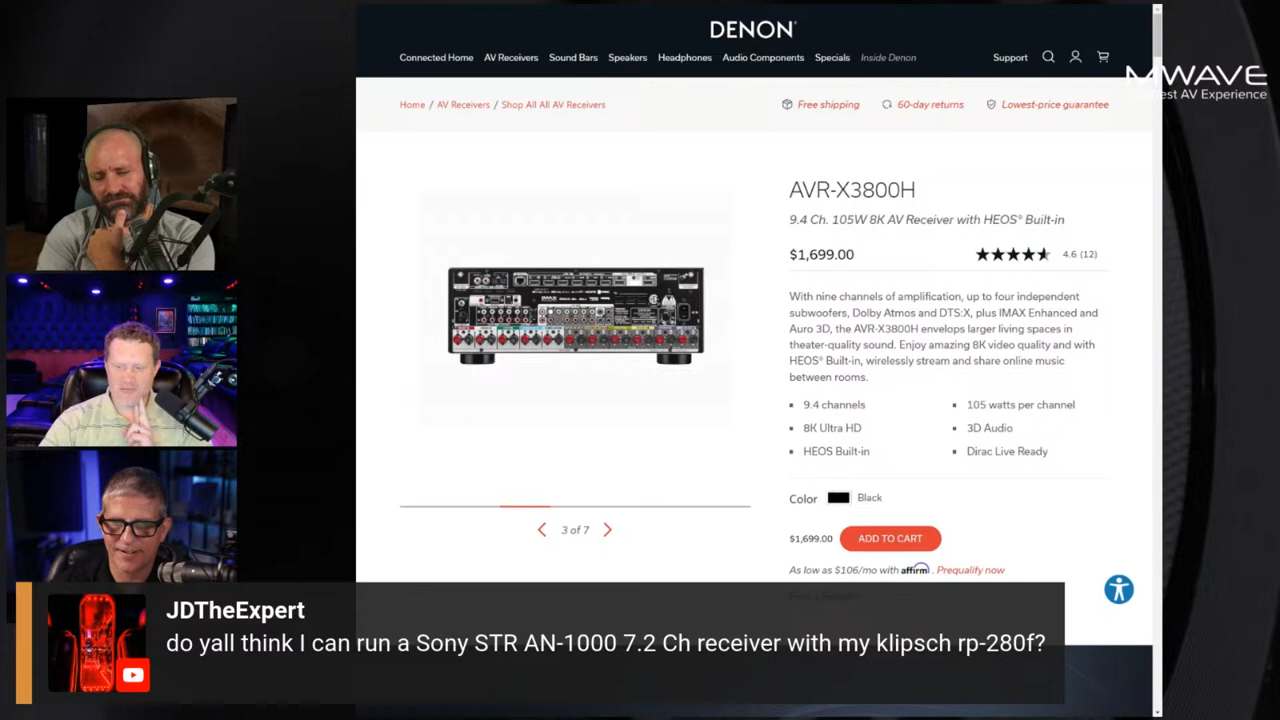 DENON
Connected Home AV Receivers Sound Bars Speakers Headphones Audio Components Specials Inside Denon Support
MWAVE
est AV Experience
Home / AV Receivers / Shop All All AV Receivers Free shipping 60-day returns Lowest-price guarantee
AVR-X3800H
9.4 Ch. 105W 8K AV Receiver with HEOS® Built-in
$1,699.00 4.6 (12)
With nine channels of amplification, up to four independent
subwoofers, Dolby Atmos and DTS:X, plus IMAX Enhanced and
Auro 3D, the AVR-X3800H envelops larger living spaces in
theater-quality sound. Enjoy amazing 8K video quality and with
HEOS® Built-in, wirelessly stream and share online music
between rooms.
9.4 channels 105 watts per channel
8K Ultra HD 3D Audio
HEOS Built-in Dirac Live Ready
Color Black
3 of 7
$1,699.00 ADD TO CART
As low as $106/mo with affirm. Prequalify now
JDTheExpert
do yall think I can run a Sony STR AN-1000 7.2 Ch receiver with my klipsch rp-280f?